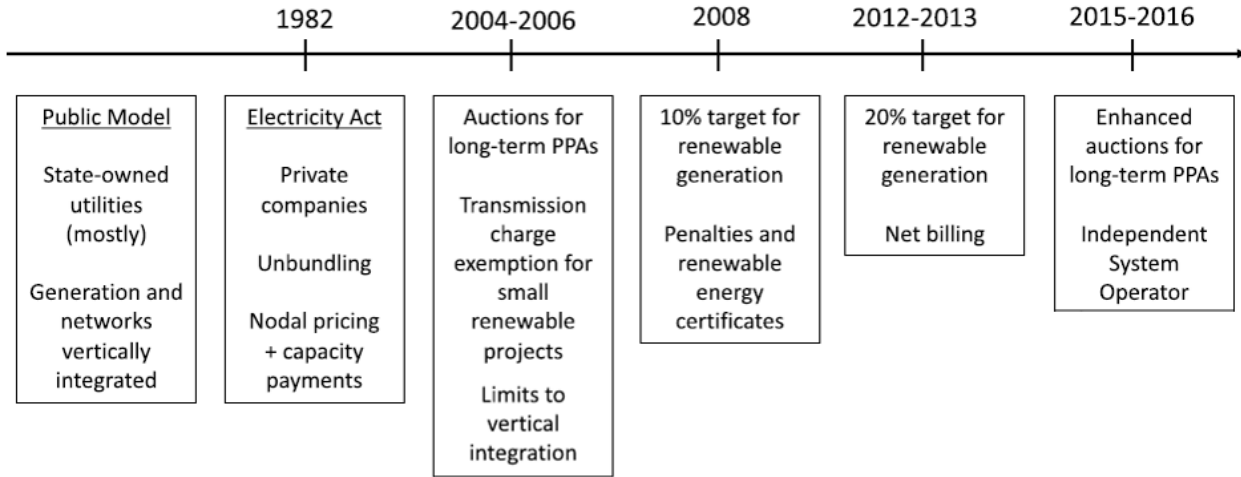 1982
2004-2006
2008
2012-2013
2015-2016
Public Model
State-owned
utilities
(mostly)
Generation and
networks
vertically
integrated
Electricity Act
Private
companies
Unbundling
Nodal pricing
+ capacity
payments
Auctions for
long-term PPAs
Transmission
charge
exemption for
small
renewable
projects
Limits to
vertical
integration
10% target for
renewable
generation
Penalties and
renewable
energy
certificates
20% target for
renewable
generation
Net billing
Enhanced
auctions for
long-term PPAs
Independent
System
Operator